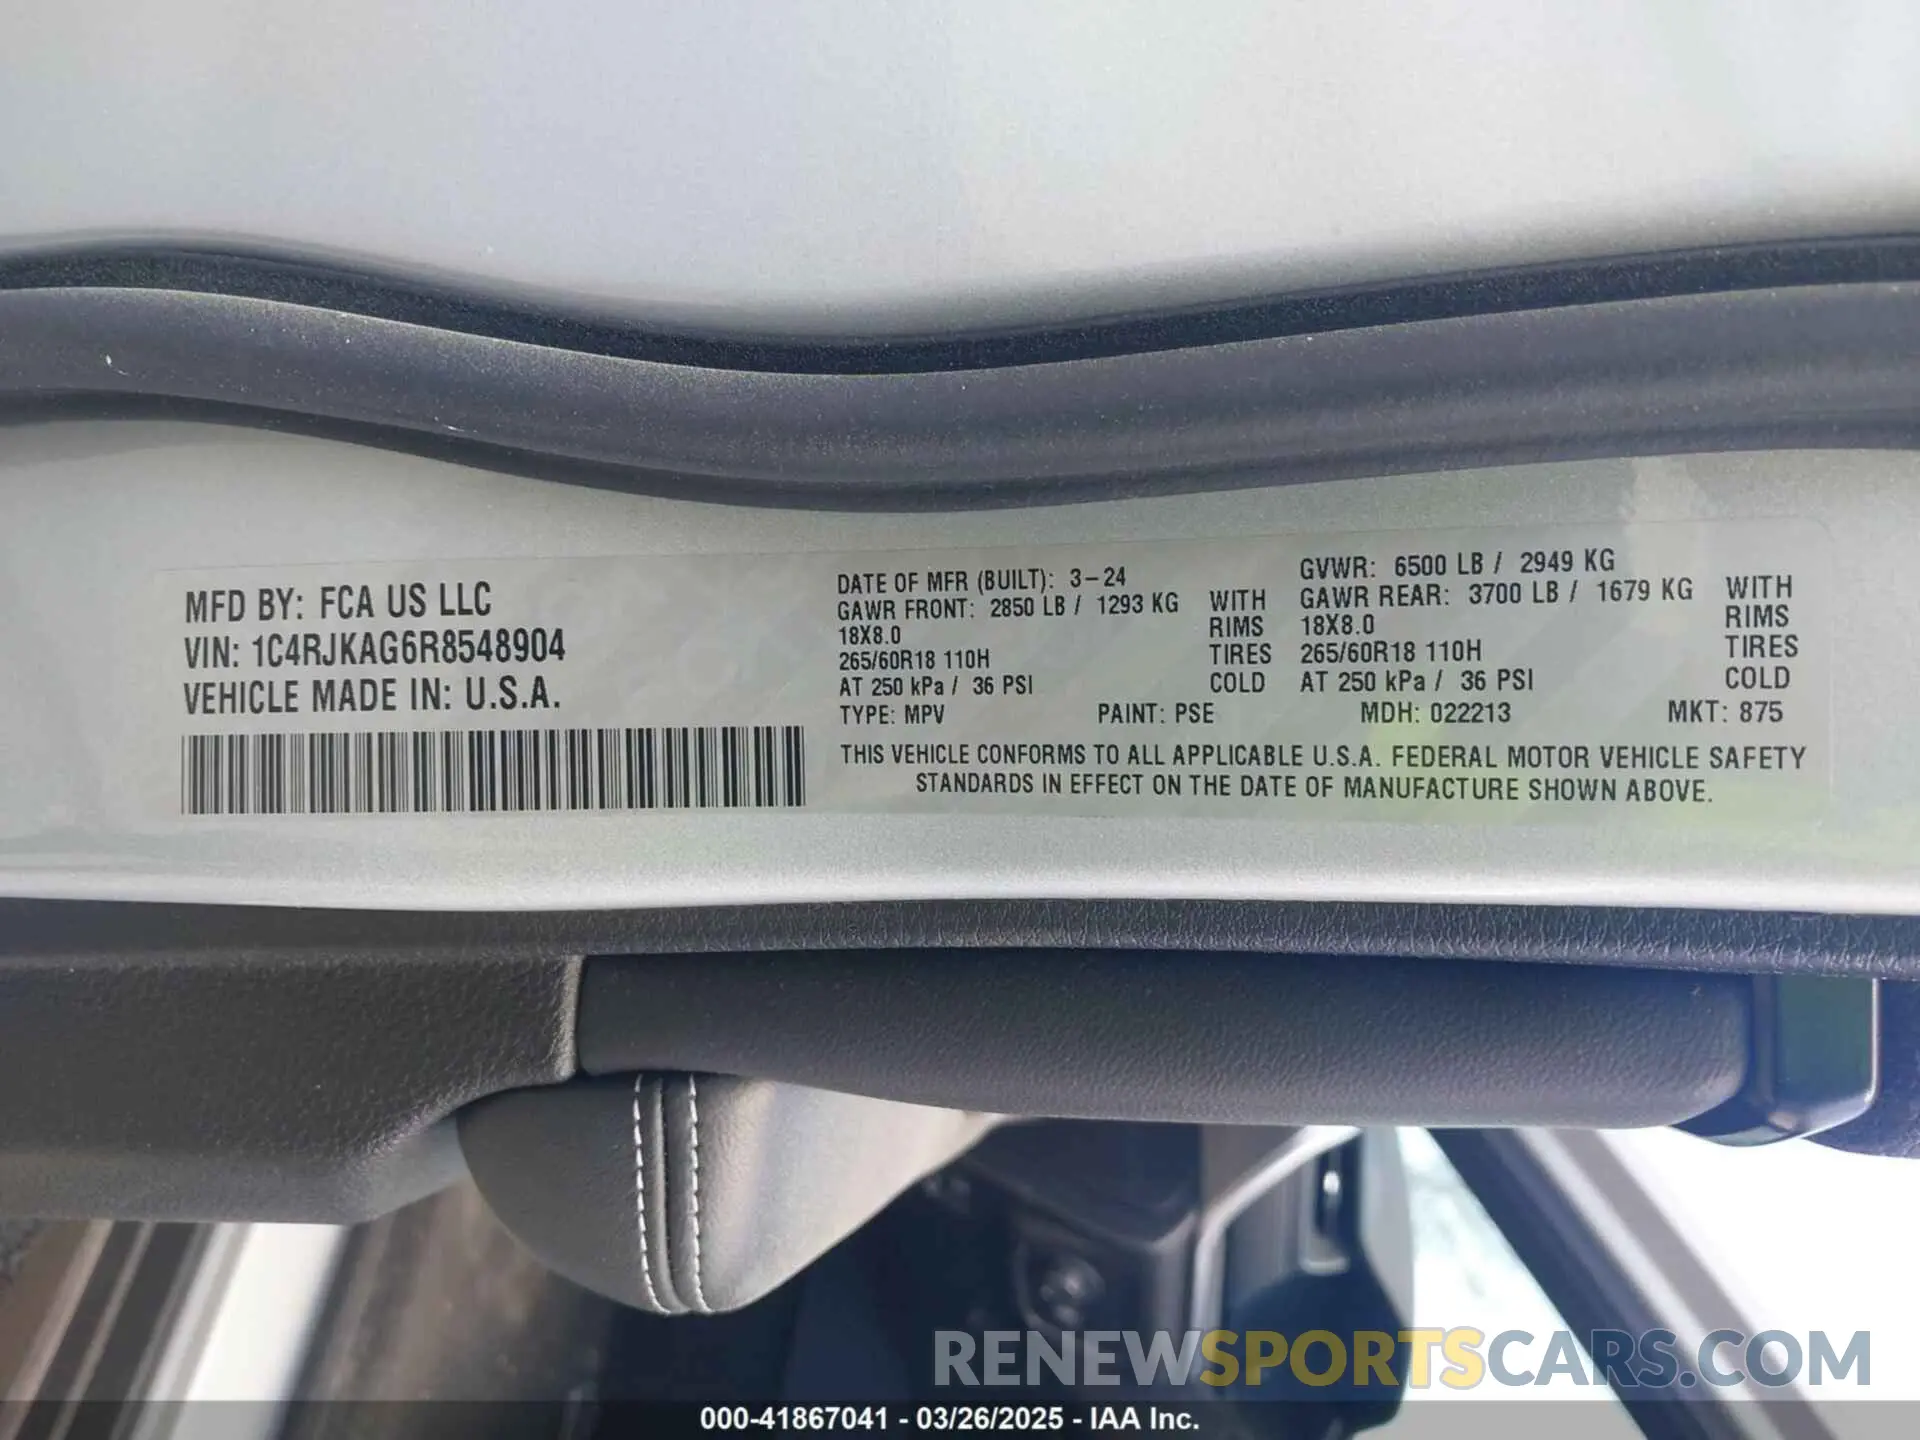 MFD BY: FCA US LLC
VIN: 1C4RJKAG6R8548904
VEHICLE MADE IN: U.S.A.
DATE OF MFR (BUILT): 3-24
GAWR FRONT: 2850 LB / 1293 KG WITH
18X8.0 RIMS
265/60R18 110H TIRES
AT 250 kPa / 36 PSI COLD
GVWR: 6500 LB / 2949 KG
GAWR REAR: 3700 LB / 1679 KG WITH
18X8.0 RIMS
265/60R18 110H TIRES
AT 250 kPa / 36 PSI COLD
TYPE: MPV PAINT: PSE MDH: 022213 MKT: 875
THIS VEHICLE CONFORMS TO ALL APPLICABLE U.S.A. FEDERAL MOTOR VEHICLE SAFETY
STANDARDS IN EFFECT ON THE DATE OF MANUFACTURE SHOWN ABOVE.
RENEWSPORTSCARS.COM
000-41867041 - 03/26/2025 - IAA Inc.